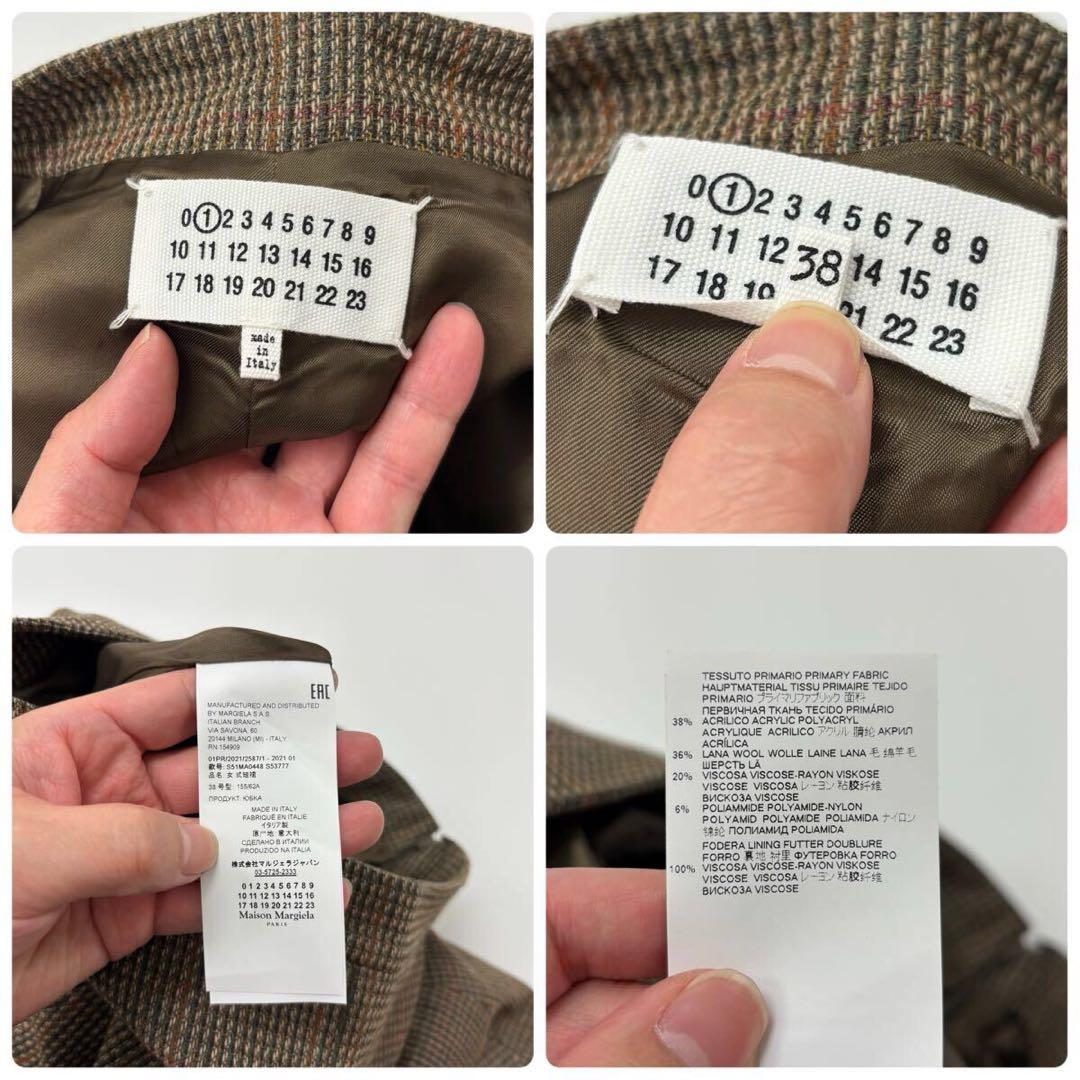 0 1 2 3 4 5 6 7 8 9
10 11 12 13 14 15 16
17 18 19 20 21 22 23
made
in
Italy
0 1 2 3 4 5 6 7 8 9
10 11 12 38 14 15 16
17 18 19 21 22 23
EAC
MANUFACTURED AND DISTRIBUTED
BY MARGIELA S A S
ITALIAN BRANCH
VIA SAVONA, 60
20144 MILANO (MI) - ITALY
RN 154909
01PR/2021/2587/1 - 2021 01
款号: S51MA0448 S53777
品名: 女式短裙
38 号型: 155/62A
ПРОДУКТ: ЮБКА
MADE IN ITALY
FABRIQUÉ EN ITALIE
イタリア製
原产地: 意大利
СДЕЛАНО В ИТАЛИИ
PRODUZIDO NA ITALIA
株式会社マルジェラジャパン
03-5725-2333
0 1 2 3 4 5 6 7 8 9
10 11 12 13 14 15 16
17 18 19 20 21 22 23
Maison Margiela
PARIS
TESSUTO PRIMARIO PRIMARY FABRIC
HAUPTMATERIAL TISSU PRIMAIRE TEJIDO
PRIMARIO プライマリファブリック 面料
ПЕРВИЧНАЯ ТКАНЬ TECIDO PRIMÁRIO
38% ACRILICO ACRYLIC POLYACRYL
ACRYLIQUE ACRILICO アクリル 腈纶 АКРИЛ
ACRÍLICA
36% LANA WOOL WOLLE LAINE LANA 毛 绵羊毛
ШЕРСТЬ LÃ
20% VISCOSA VISCOSE-RAYON VISKOSE
VISCOSE VISCOSA レーヨン 粘胶纤维
ВИСКОЗА VISCOSE
6% POLIAMMIDE POLYAMIDE-NYLON
POLYAMID POLYAMIDE POLIAMIDA ナイロン
锦纶 ПОЛИАМИД POLIAMIDA
FODERA LINING FUTTER DOUBLURE
FORRO 裏地 衬里 ФУТЕРОВКА FORRO
100% VISCOSA VISCOSE-RAYON VISKOSE
VISCOSE VISCOSA レーヨン 粘胶纤维
ВИСКОЗА VISCOSE